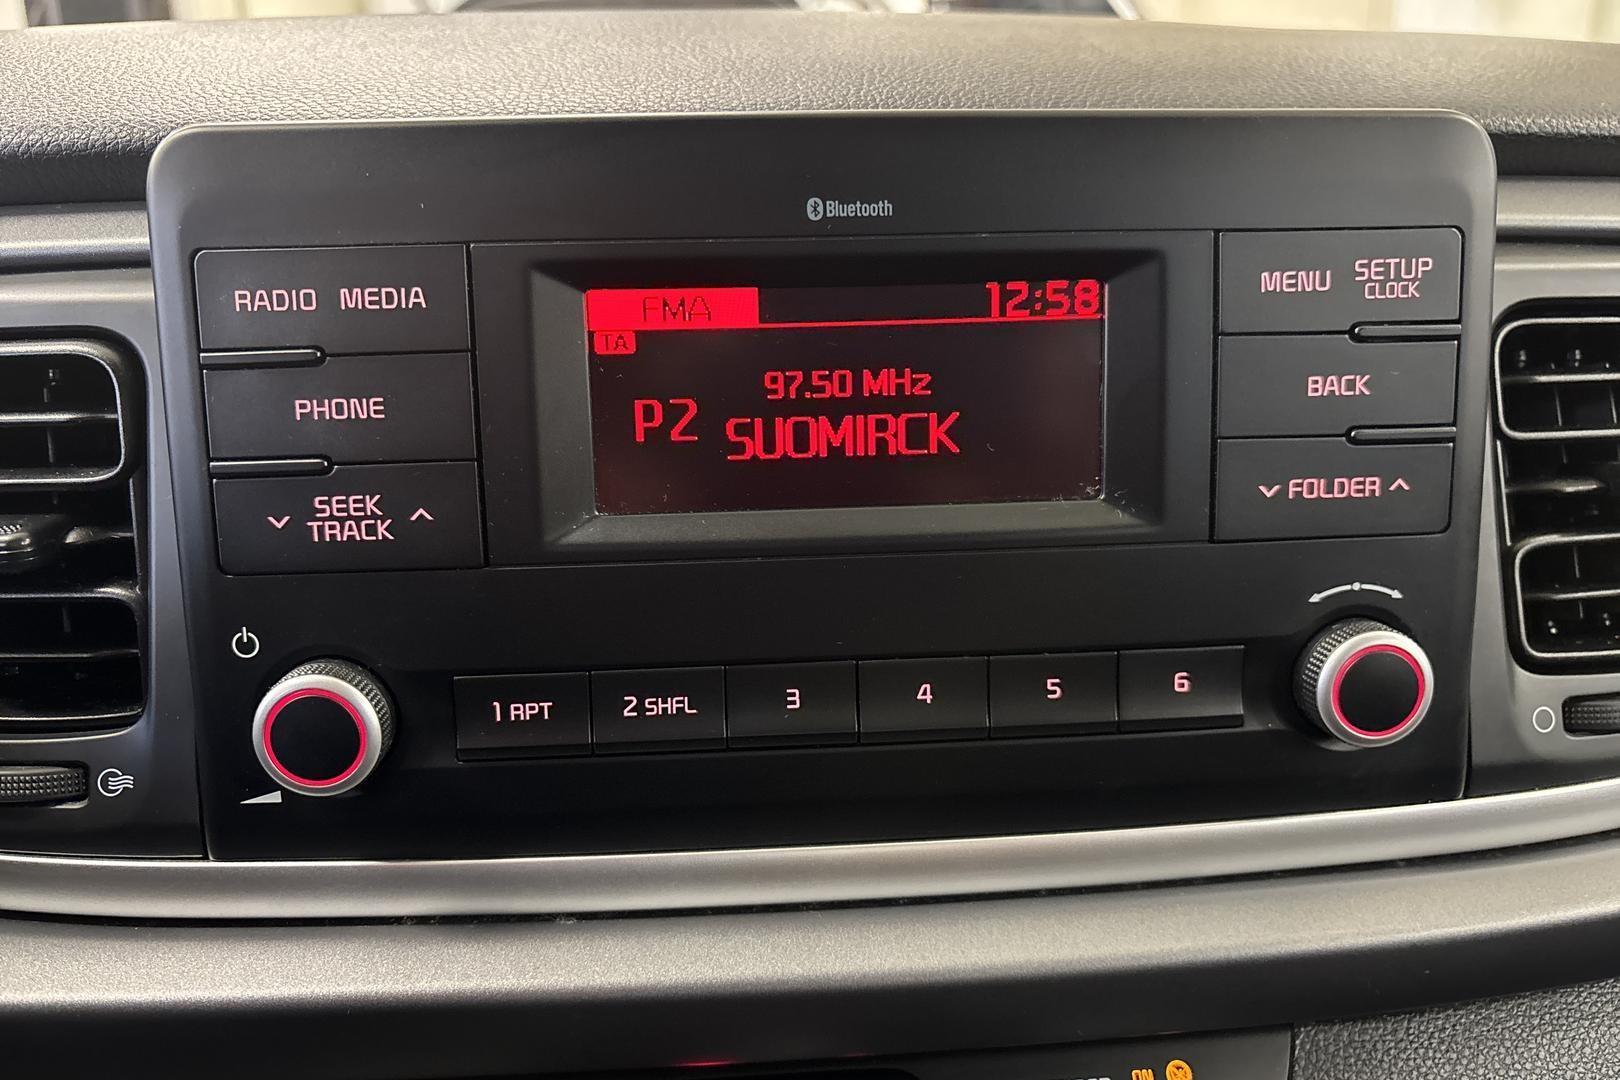 Bluetooth
RADIO MEDIA
PHONE
SEEK
TRACK
FMA 12:58
TA
97.50 MHz
P2 SUOMIRCK
MENU SETUP
CLOCK
BACK
FOLDER
1 RPT 2 SHFL 3 4 5 6
ON